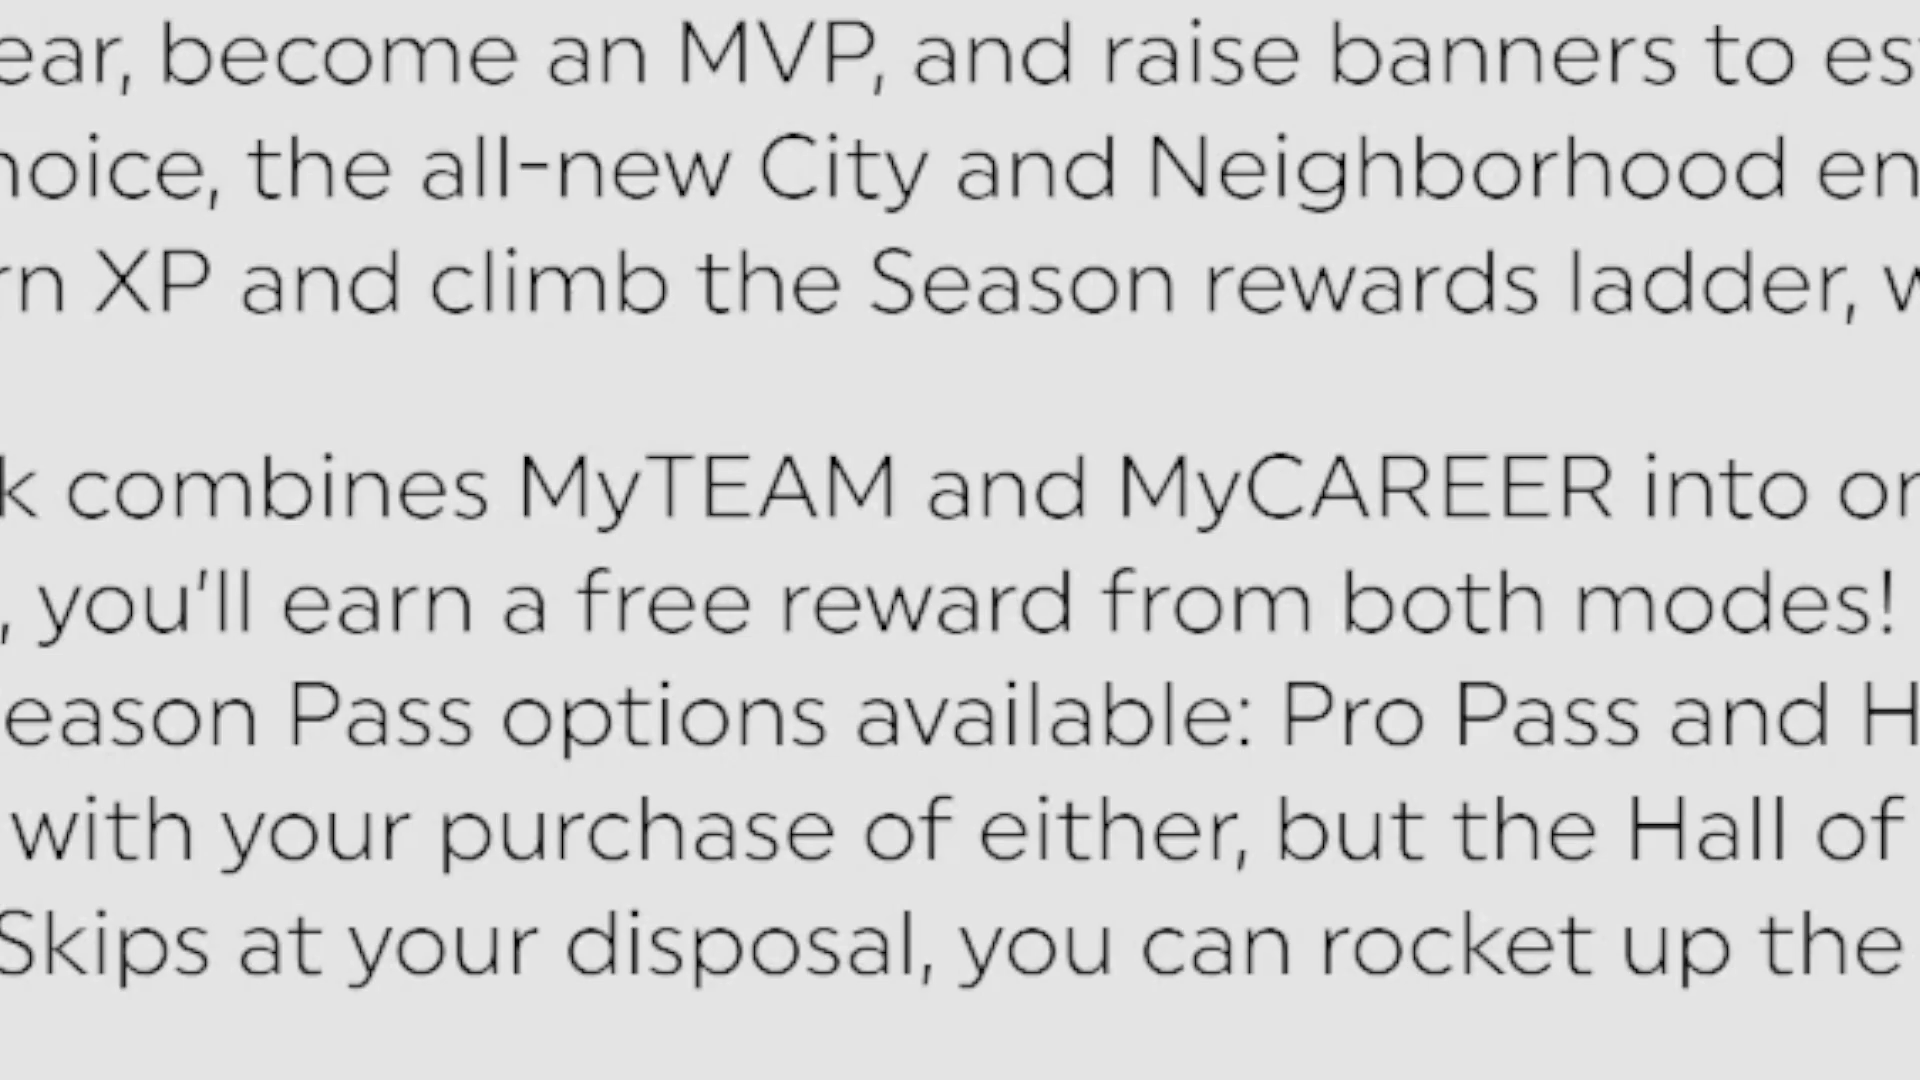 ear, become an MVP, and raise banners to es
hoice, the all-new City and Neighborhood en
rn XP and climb the Season rewards ladder, w
k combines MyTEAM and MyCAREER into or
, you'll earn a free reward from both modes!
eason Pass options available: Pro Pass and H
with your purchase of either, but the Hall of
Skips at your disposal, you can rocket up the